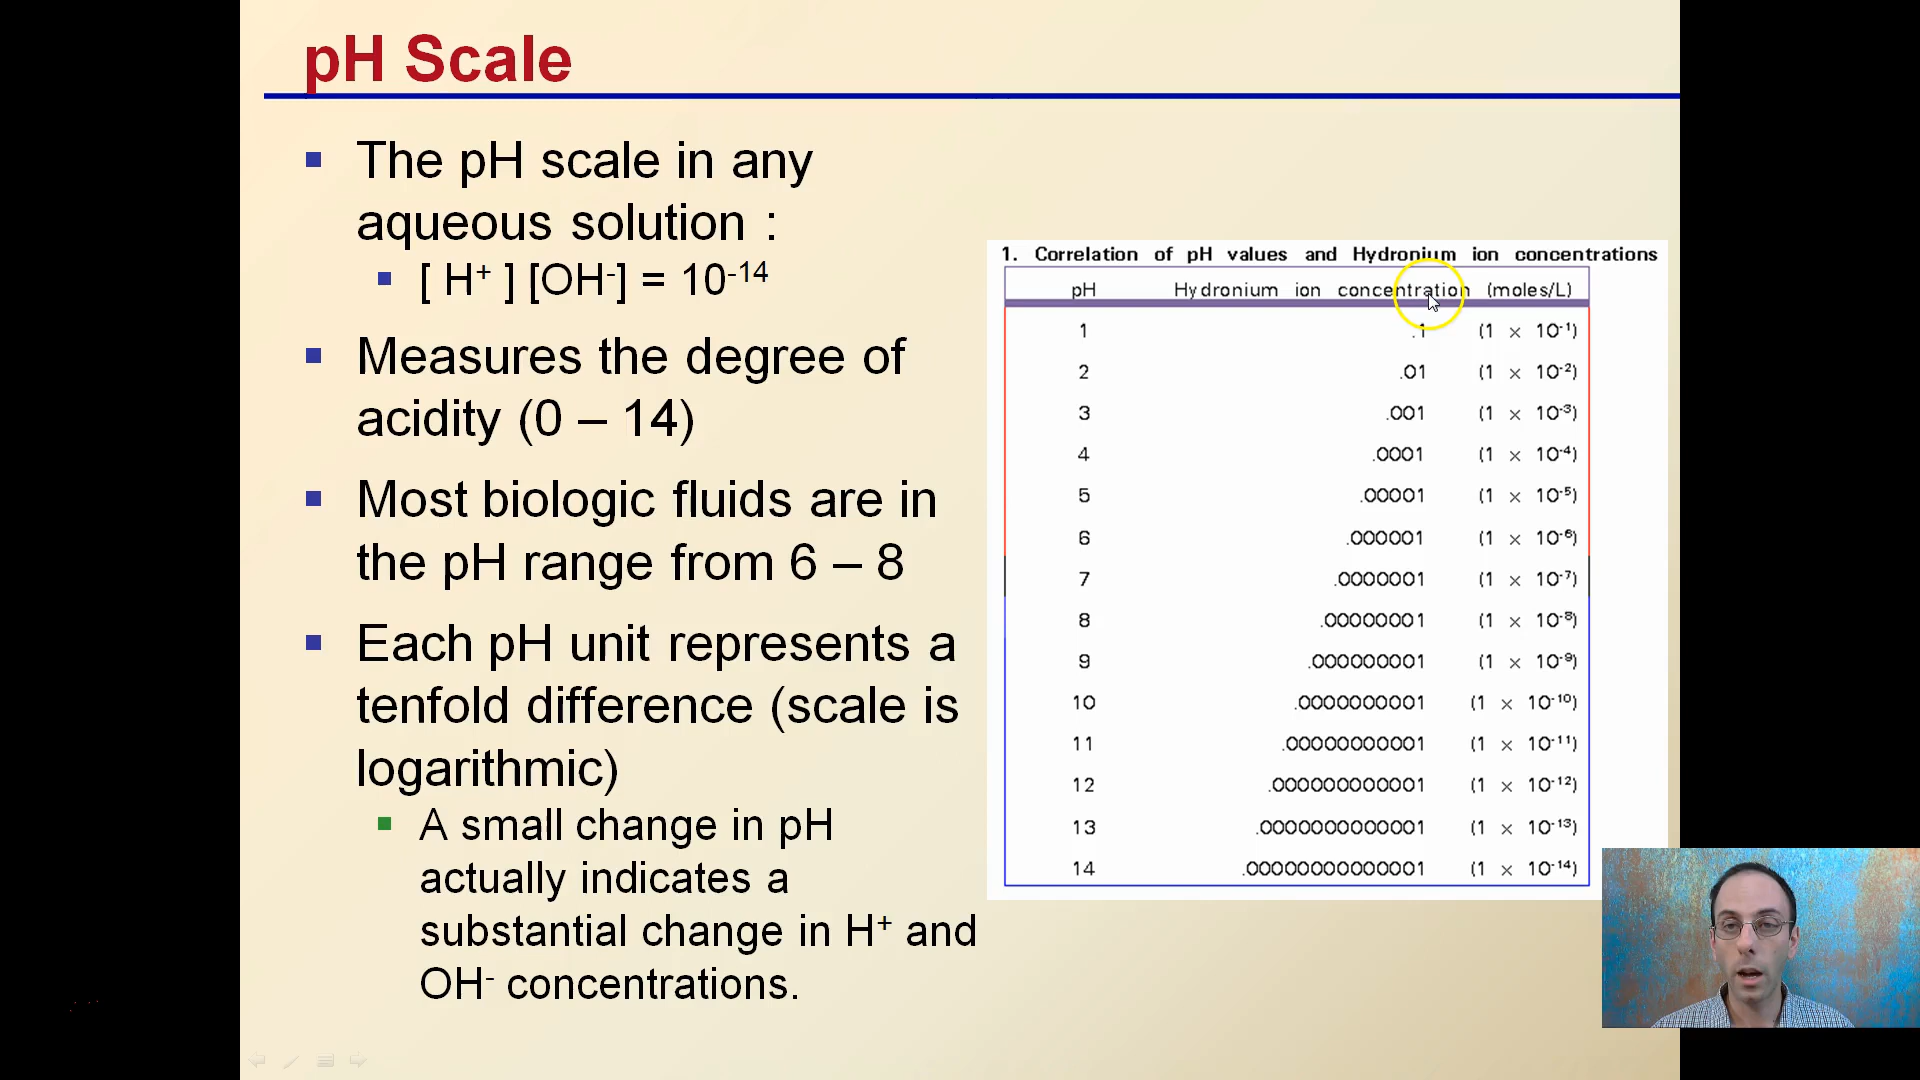 pH Scale
The pH scale in any
aqueous solution :
[ H⁺ ] [OH⁻] = 10⁻¹⁴
Measures the degree of
acidity (0 – 14)
Most biologic fluids are in
the pH range from 6 – 8
Each pH unit represents a
tenfold difference (scale is
logarithmic)
A small change in pH
actually indicates a
substantial change in H⁺ and
OH⁻ concentrations.
1. Correlation of pH values and Hydronium ion concentrations
pH Hydronium ion concentration (moles/L)
1 .1 (1 × 10⁻¹)
2 .01 (1 × 10⁻²)
3 .001 (1 × 10⁻³)
4 .0001 (1 × 10⁻⁴)
5 .00001 (1 × 10⁻⁵)
6 .000001 (1 × 10⁻⁶)
7 .0000001 (1 × 10⁻⁷)
8 .00000001 (1 × 10⁻⁸)
9 .000000001 (1 × 10⁻⁹)
10 .0000000001 (1 × 10⁻¹⁰)
11 .00000000001 (1 × 10⁻¹¹)
12 .000000000001 (1 × 10⁻¹²)
13 .0000000000001 (1 × 10⁻¹³)
14 .00000000000001 (1 × 10⁻¹⁴)